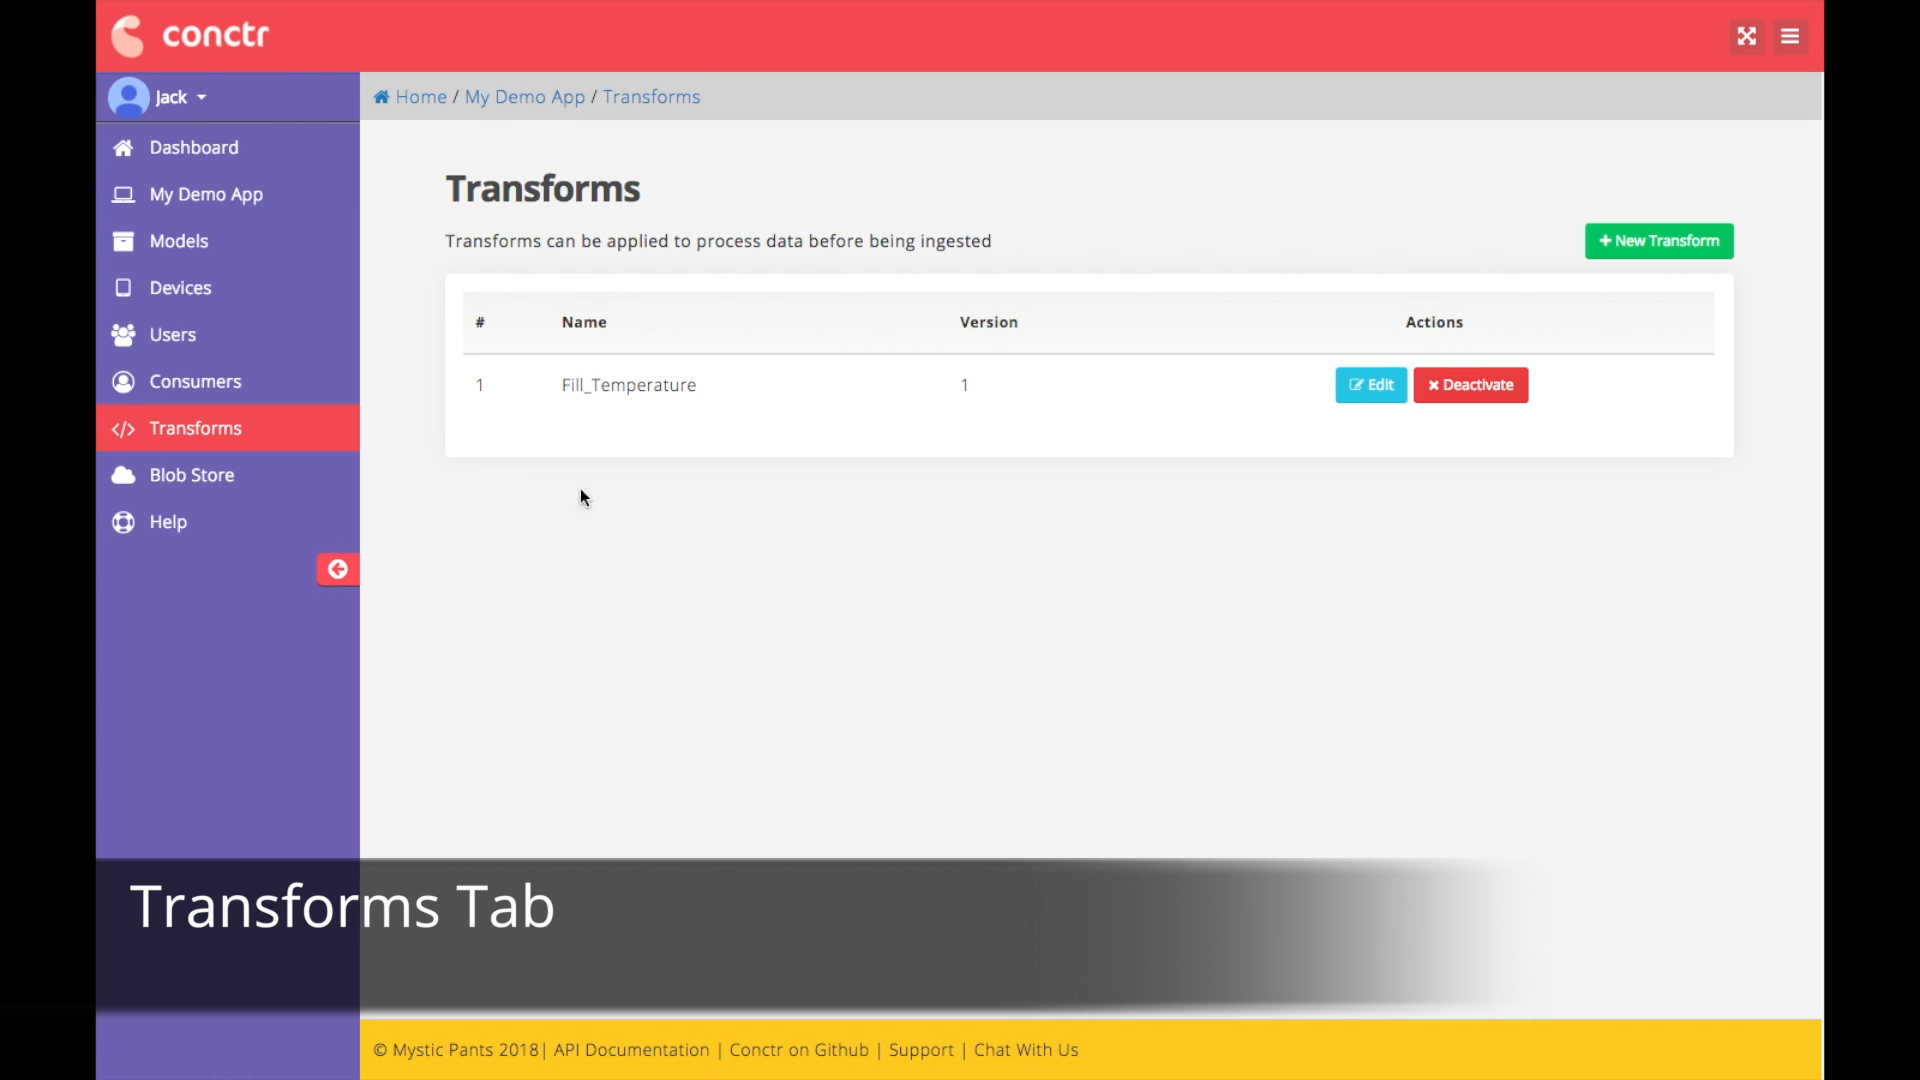 conctr
Jack
Home / My Demo App / Transforms
Dashboard
My Demo App
Models
Devices
Users
Consumers
Transforms
Blob Store
Help
Transforms
Transforms can be applied to process data before being ingested
New Transform
# Name Version Actions
1 Fill_Temperature 1 Edit Deactivate
Transforms Tab
© Mystic Pants 2018| API Documentation | Conctr on Github | Support | Chat With Us